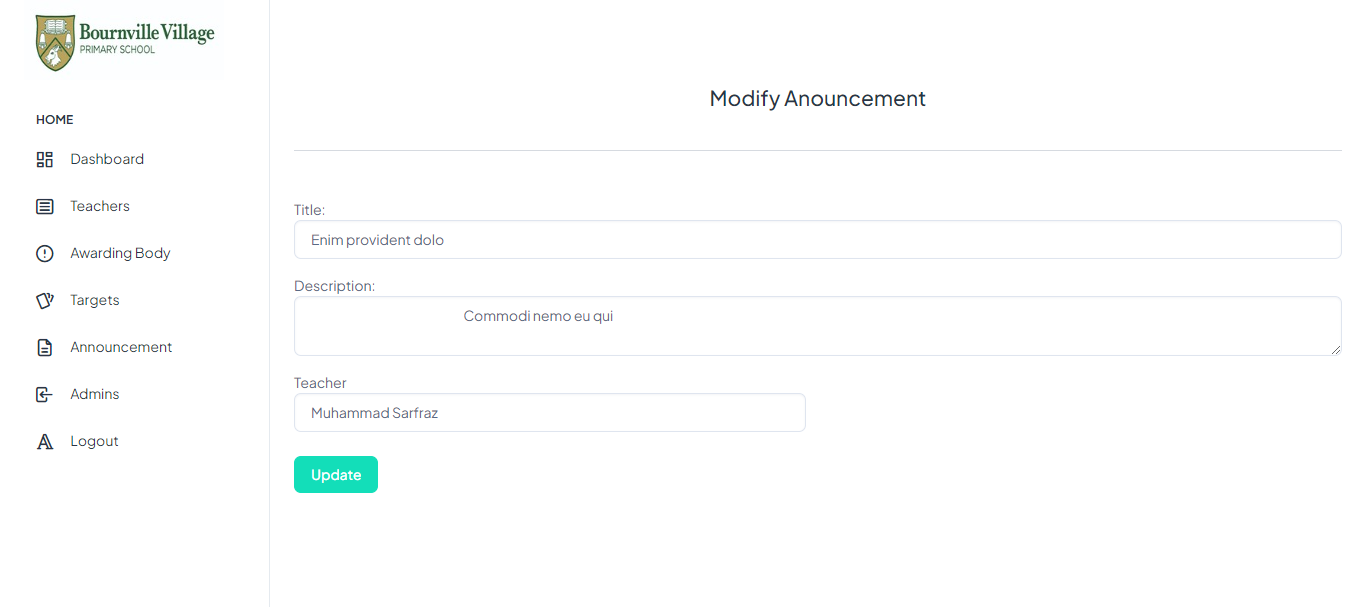 Bournville Village
PRIMARY SCHOOL
HOME
Dashboard
Teachers
Awarding Body
Targets
Announcement
Admins
Logout
Modify Anouncement
Title:
Enim provident dolo
Description:
Commodi nemo eu qui
Teacher
Muhammad Sarfraz
Update